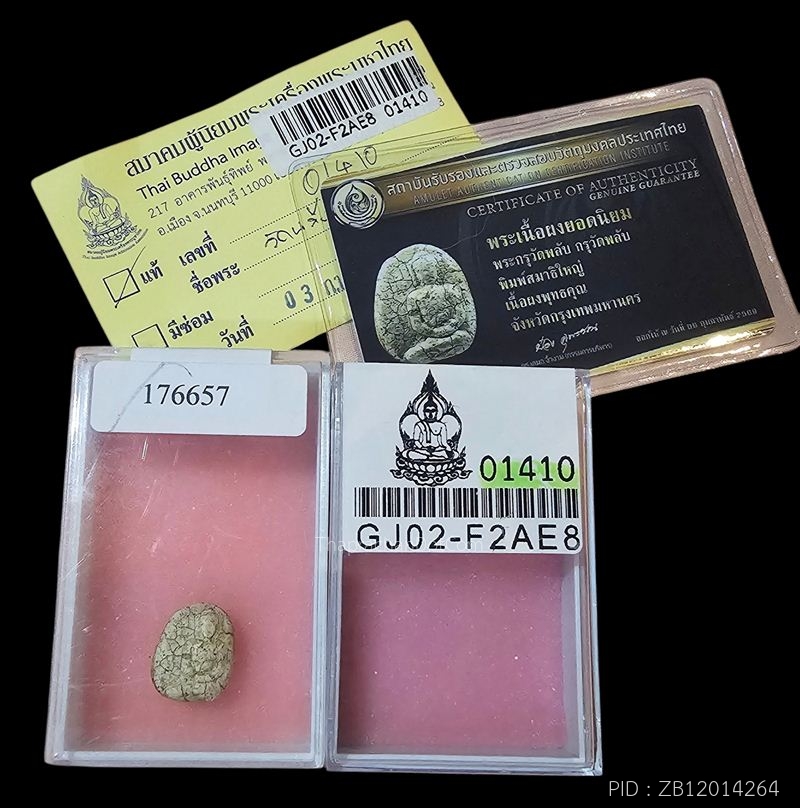 สมาคมผู้นิยมพระเครื่องพระบูชาไทย
Thai Buddha Imag
217 อาคารพันธุ์ทิพย์
อ.เมือง จ.นนทบุรี 11000
GJ02-F2AE8 01410
แท้
เลขที่
01410
ชื่อพระ
มีซ่อม
วันที่
03
สถาบันรับรองและตรวจสอบวัตถุมงคลประเทศไทย
AMULET AUTHENTICATION CERTIFICATION INSTITUTE
CERTIFICATE OF AUTHENTICITY
GENUINE GUARANTEE
พระเนื้อผงยอดนิยม
พระกรุวัดพลับ กรุวัดพลับ
พิมพ์สมาธิใหญ่
เนื้อผงพุทธคุณ
จังหวัดกรุงเทพมหานคร
176657
01410
GJ02-F2AE8
PID : ZB12014264